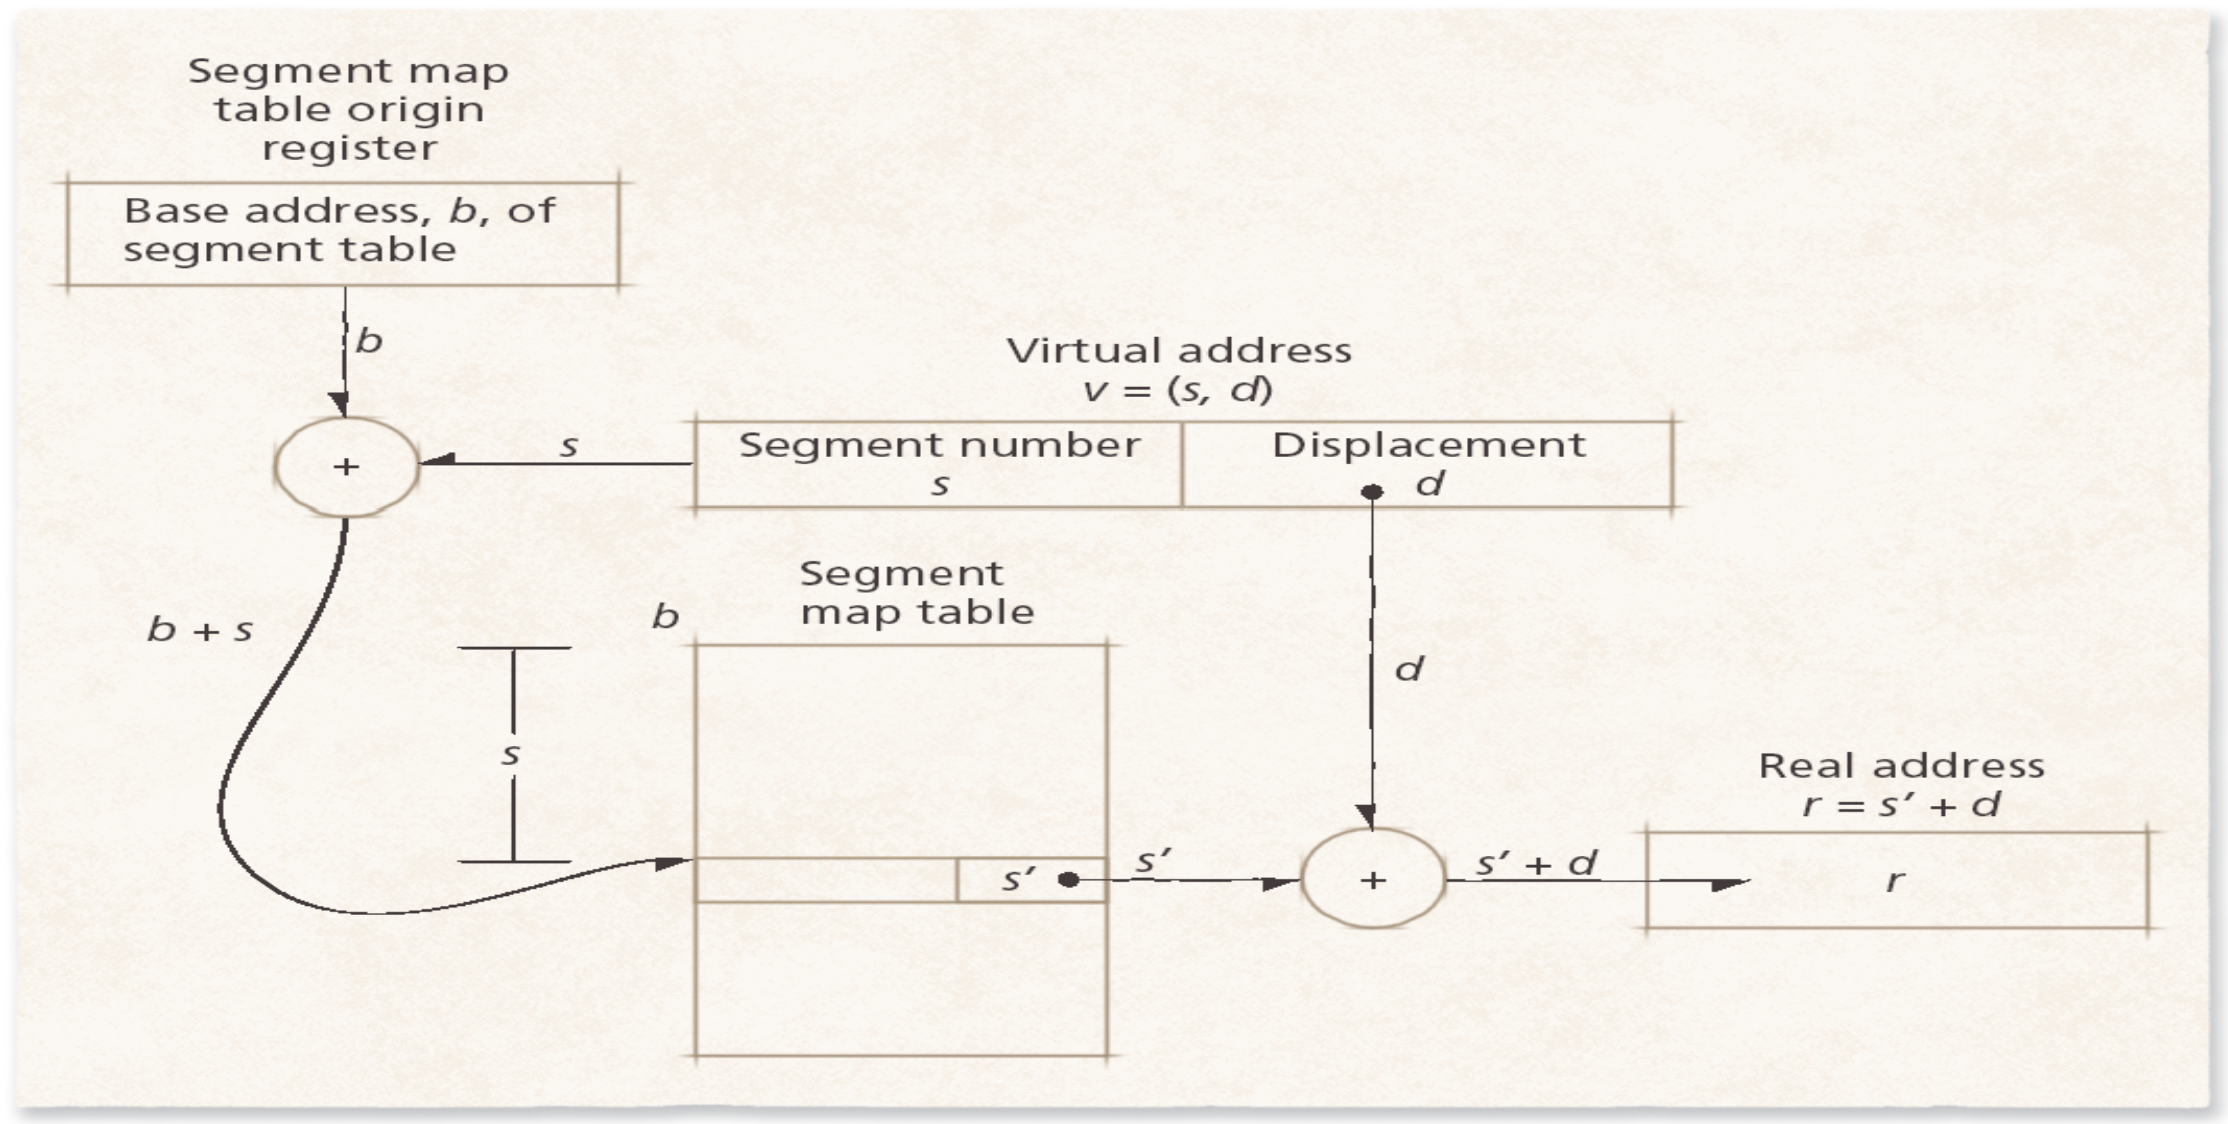 Segment map
table origin
register
Base address, b, of
segment table
b
Virtual address
v = (s, d)
s
Segment number
s
Displacement
d
Segment
map table
b
b + s
s
d
Real address
r = s′ + d
s′
s′
+
+
s′ + d
r